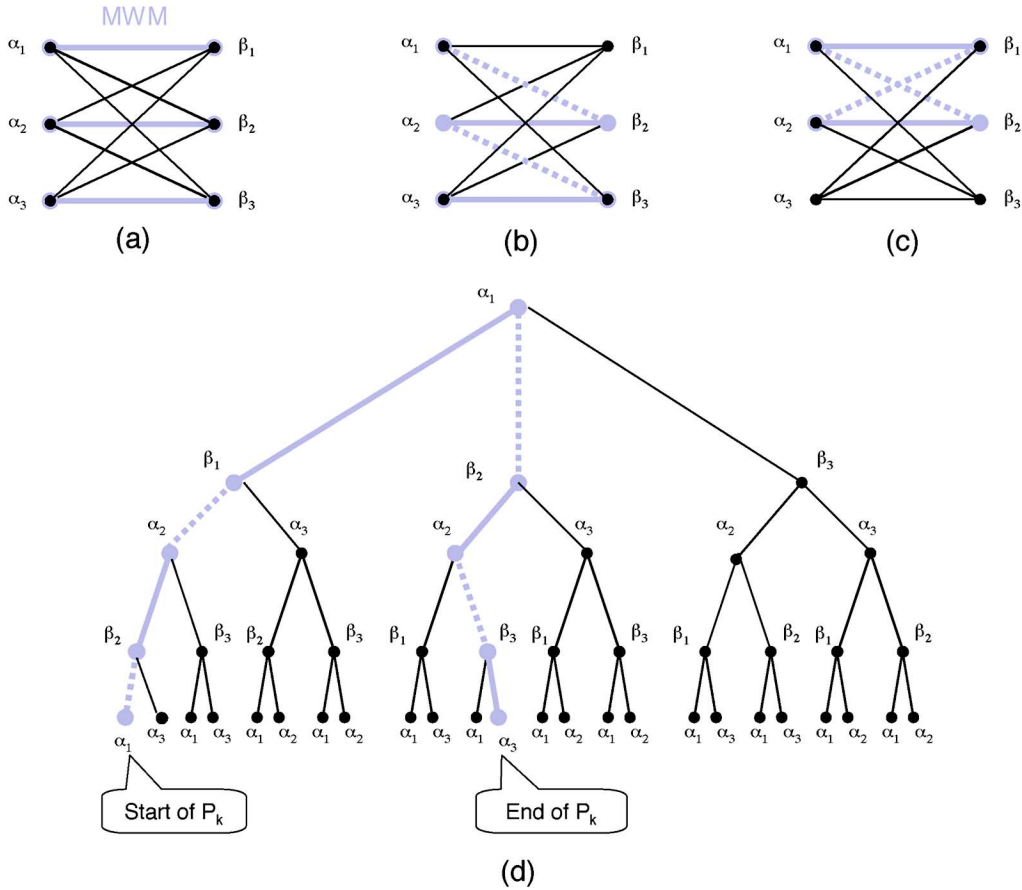 MWM
α1 β1 α1 β1 α1 β1
α2 β2 α2 β2 α2 β2
α3 β3 α3 β3 α3 β3
(a) (b) (c)
α1
β1 β2 β3
α2 α3 α2 α3 α2 α3
β2 β3 β2 β3 β1 β3 β1 β3 β1 β2 β1 β2
α1 α3 α1 α3 α1 α2 α1 α2 α1 α3 α1 α3 α1 α2 α1 α2 α1 α3 α1 α3 α1 α2 α1 α2
Start of Pk End of Pk
(d)